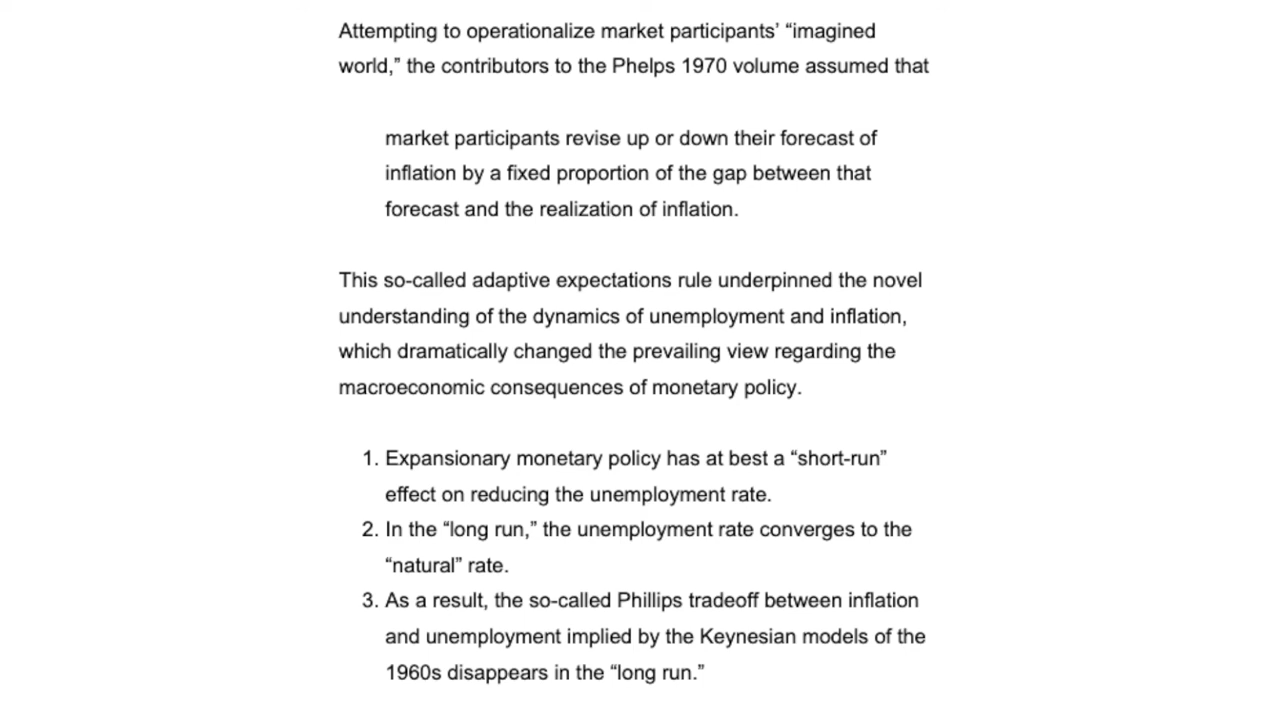 Attempting to operationalize market participants’ “imagined
world,” the contributors to the Phelps 1970 volume assumed that
market participants revise up or down their forecast of
inflation by a fixed proportion of the gap between that
forecast and the realization of inflation.
This so-called adaptive expectations rule underpinned the novel
understanding of the dynamics of unemployment and inflation,
which dramatically changed the prevailing view regarding the
macroeconomic consequences of monetary policy.
1. Expansionary monetary policy has at best a “short-run”
effect on reducing the unemployment rate.
2. In the “long run,” the unemployment rate converges to the
“natural” rate.
3. As a result, the so-called Phillips tradeoff between inflation
and unemployment implied by the Keynesian models of the
1960s disappears in the “long run.”